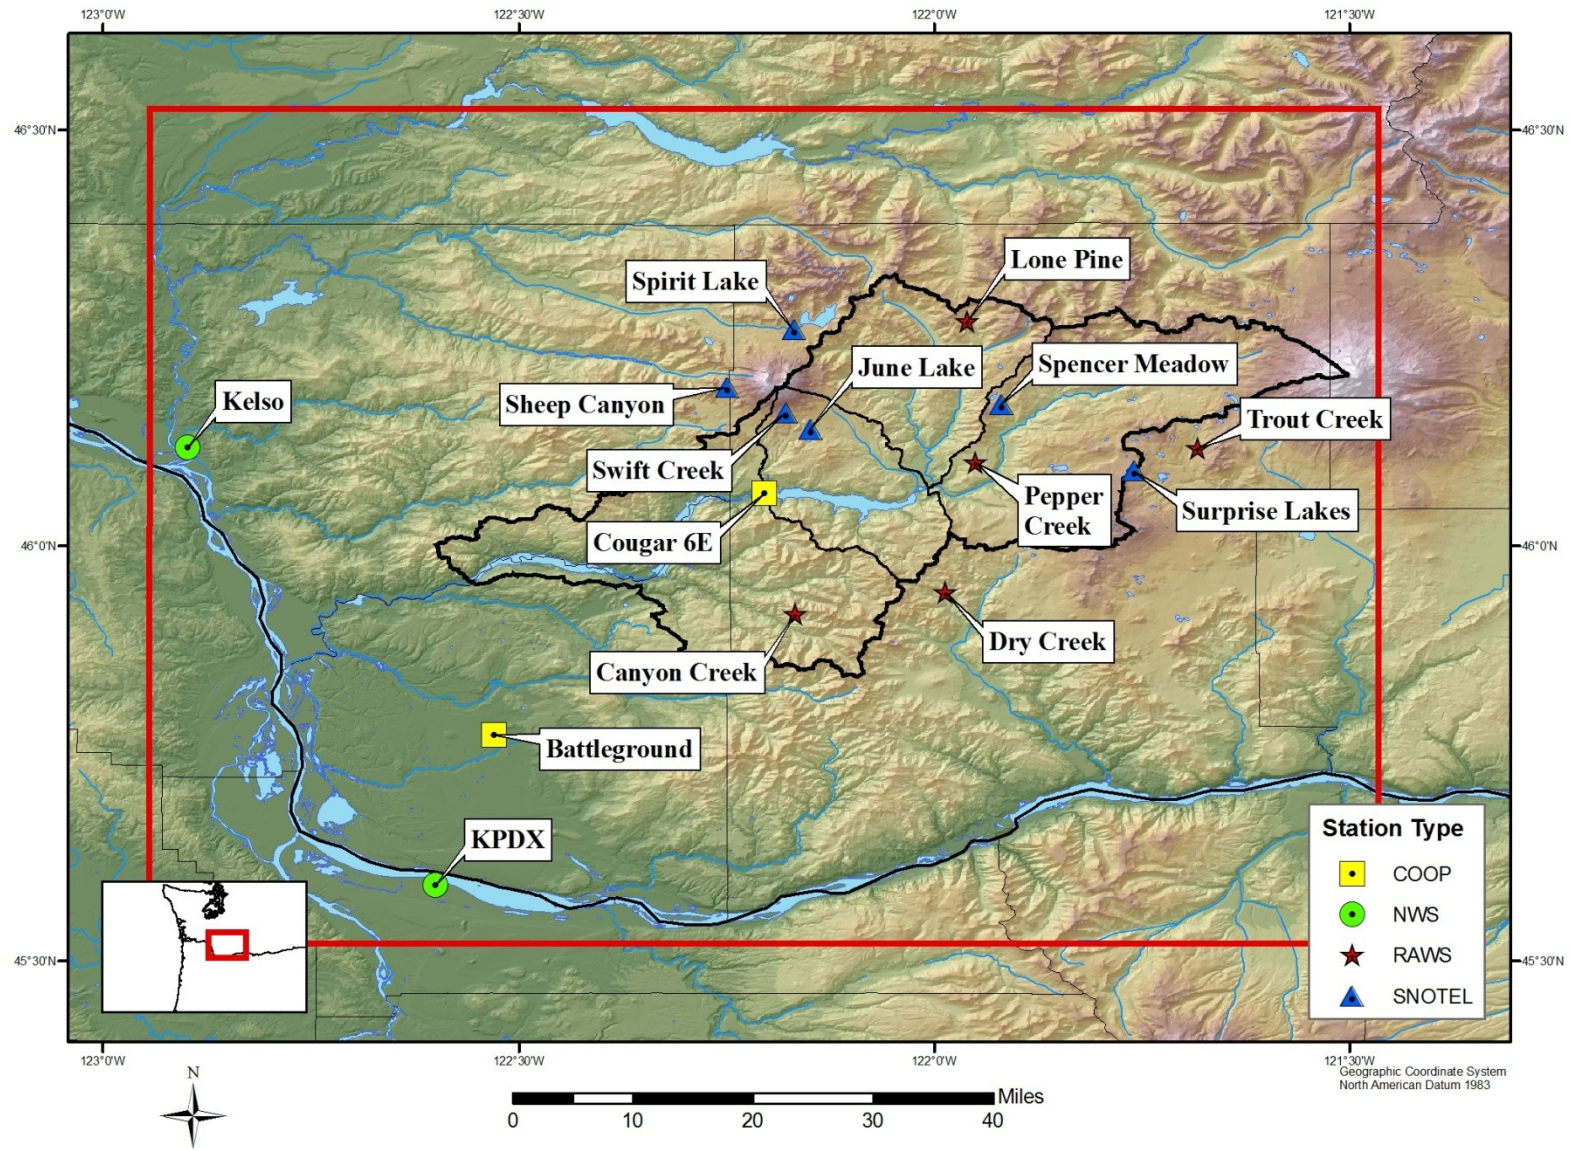 123°0'W
122°30'W
122°0'W
121°30'W
46°30'N
46°30'N
Lone Pine
Spirit Lake
June Lake
Spencer Meadow
Kelso
Sheep Canyon
Trout Creek
Swift Creek
Pepper
Creek
Surprise Lakes
Cougar 6E
46°0'N
46°0'N
Dry Creek
Canyon Creek
Battleground
KPDX
Station Type
COOP
NWS
RAWS
SNOTEL
45°30'N
45°30'N
123°0'W
122°30'W
122°0'W
121°30'W
Geographic Coordinate System
North American Datum 1983
N
Miles
0
10
20
30
40